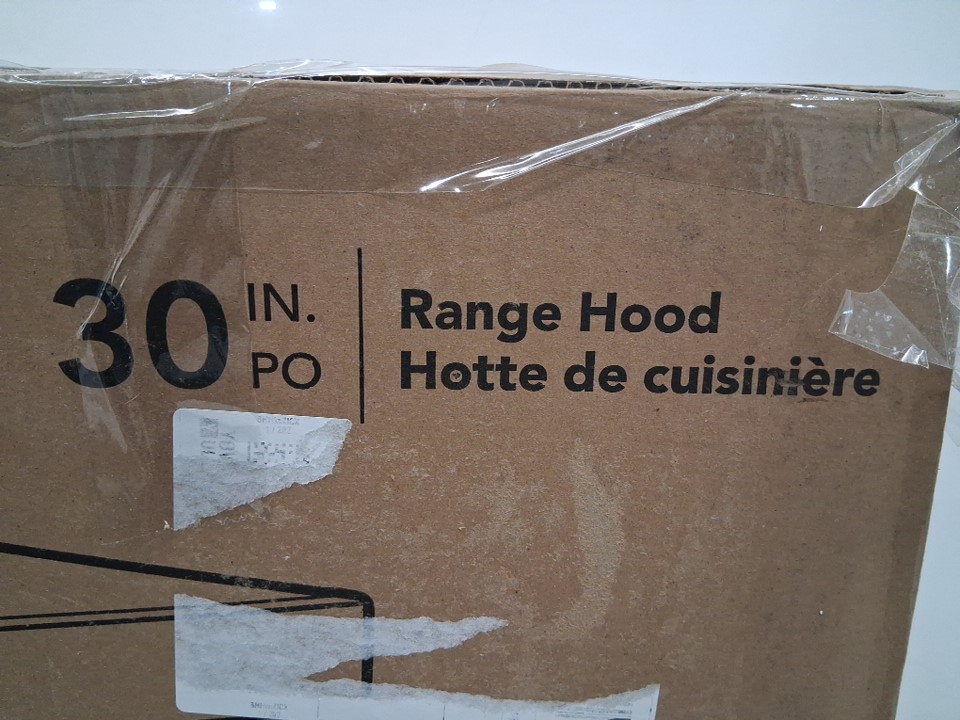 30 IN.
PO
Range Hood
Hotte de cuisinière